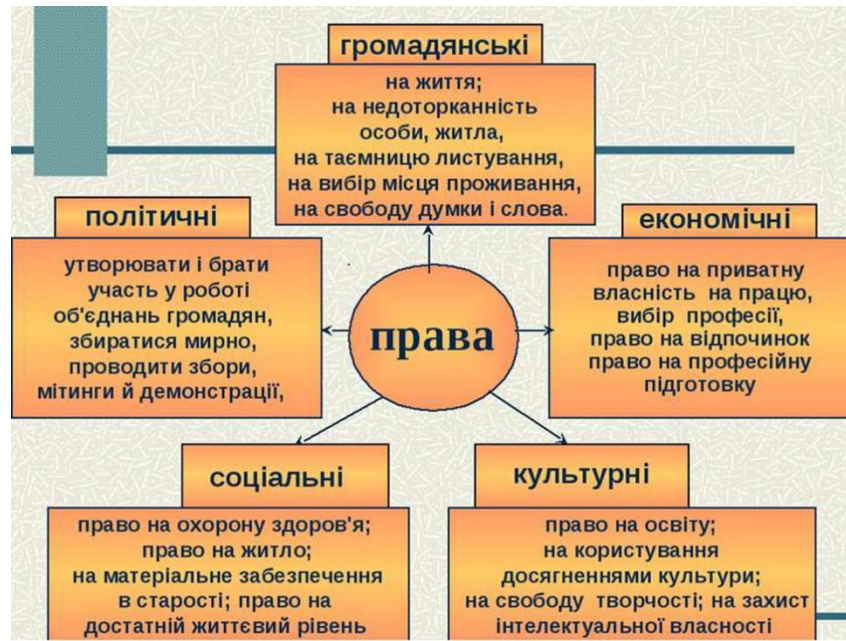 громадянські
на життя;
на недоторканність
особи, житла,
на таємницю листування,
на вибір місця проживання,
на свободу думки і слова.
політичні
утворювати і брати
участь у роботі
об'єднань громадян,
збиратися мирно,
проводити збори,
мітинги й демонстрації,
права
економічні
право на приватну
власність на працю,
вибір професії,
право на відпочинок
право на професійну
підготовку
соціальні
право на охорону здоров'я;
право на житло;
на матеріальне забезпечення
в старості; право на
достатній життєвий рівень
культурні
право на освіту;
на користування
досягненнями культури;
на свободу творчості; на захист
інтелектуальної власності